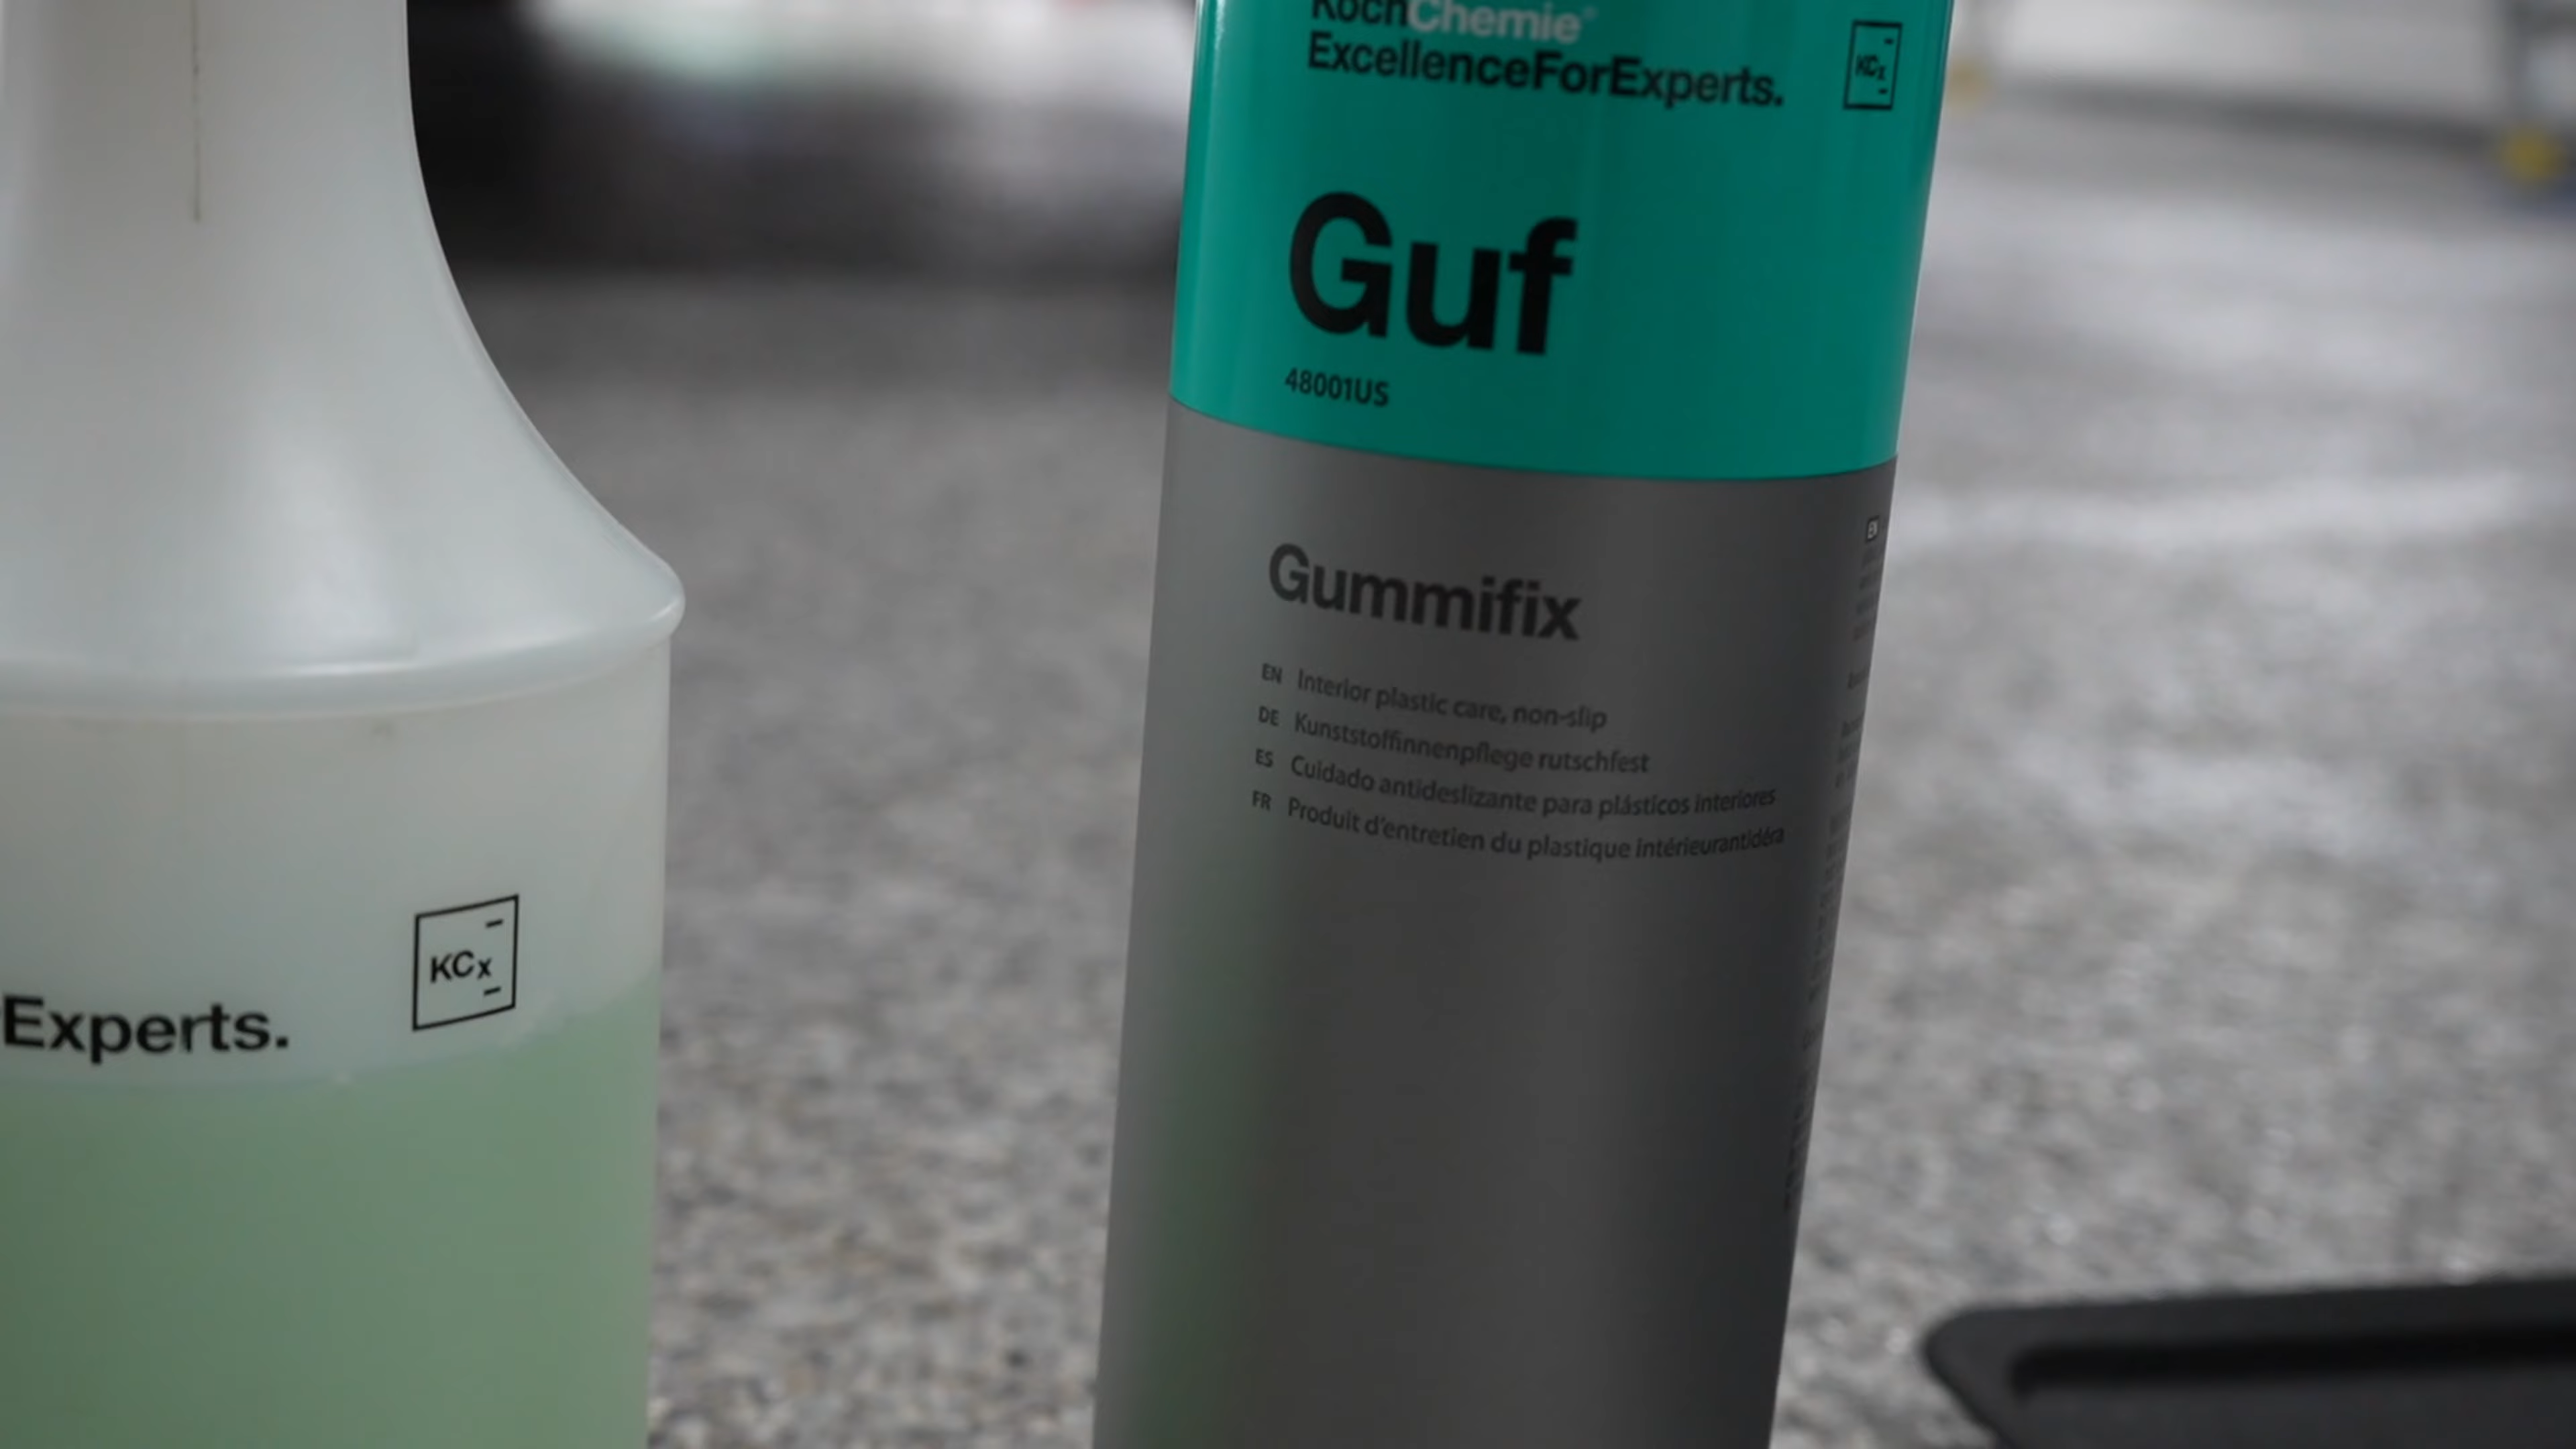 KochChemie®
ExcellenceForExperts.
KCx
Guf
48001US
Gummifix
EN Interior plastic care, non-slip
DE Kunststoffinnenpflege rutschfest
ES Cuidado antideslizante para plásticos interiores
FR Produit d'entretien du plastique intérieurantidéra
EN
Experts.
KCx